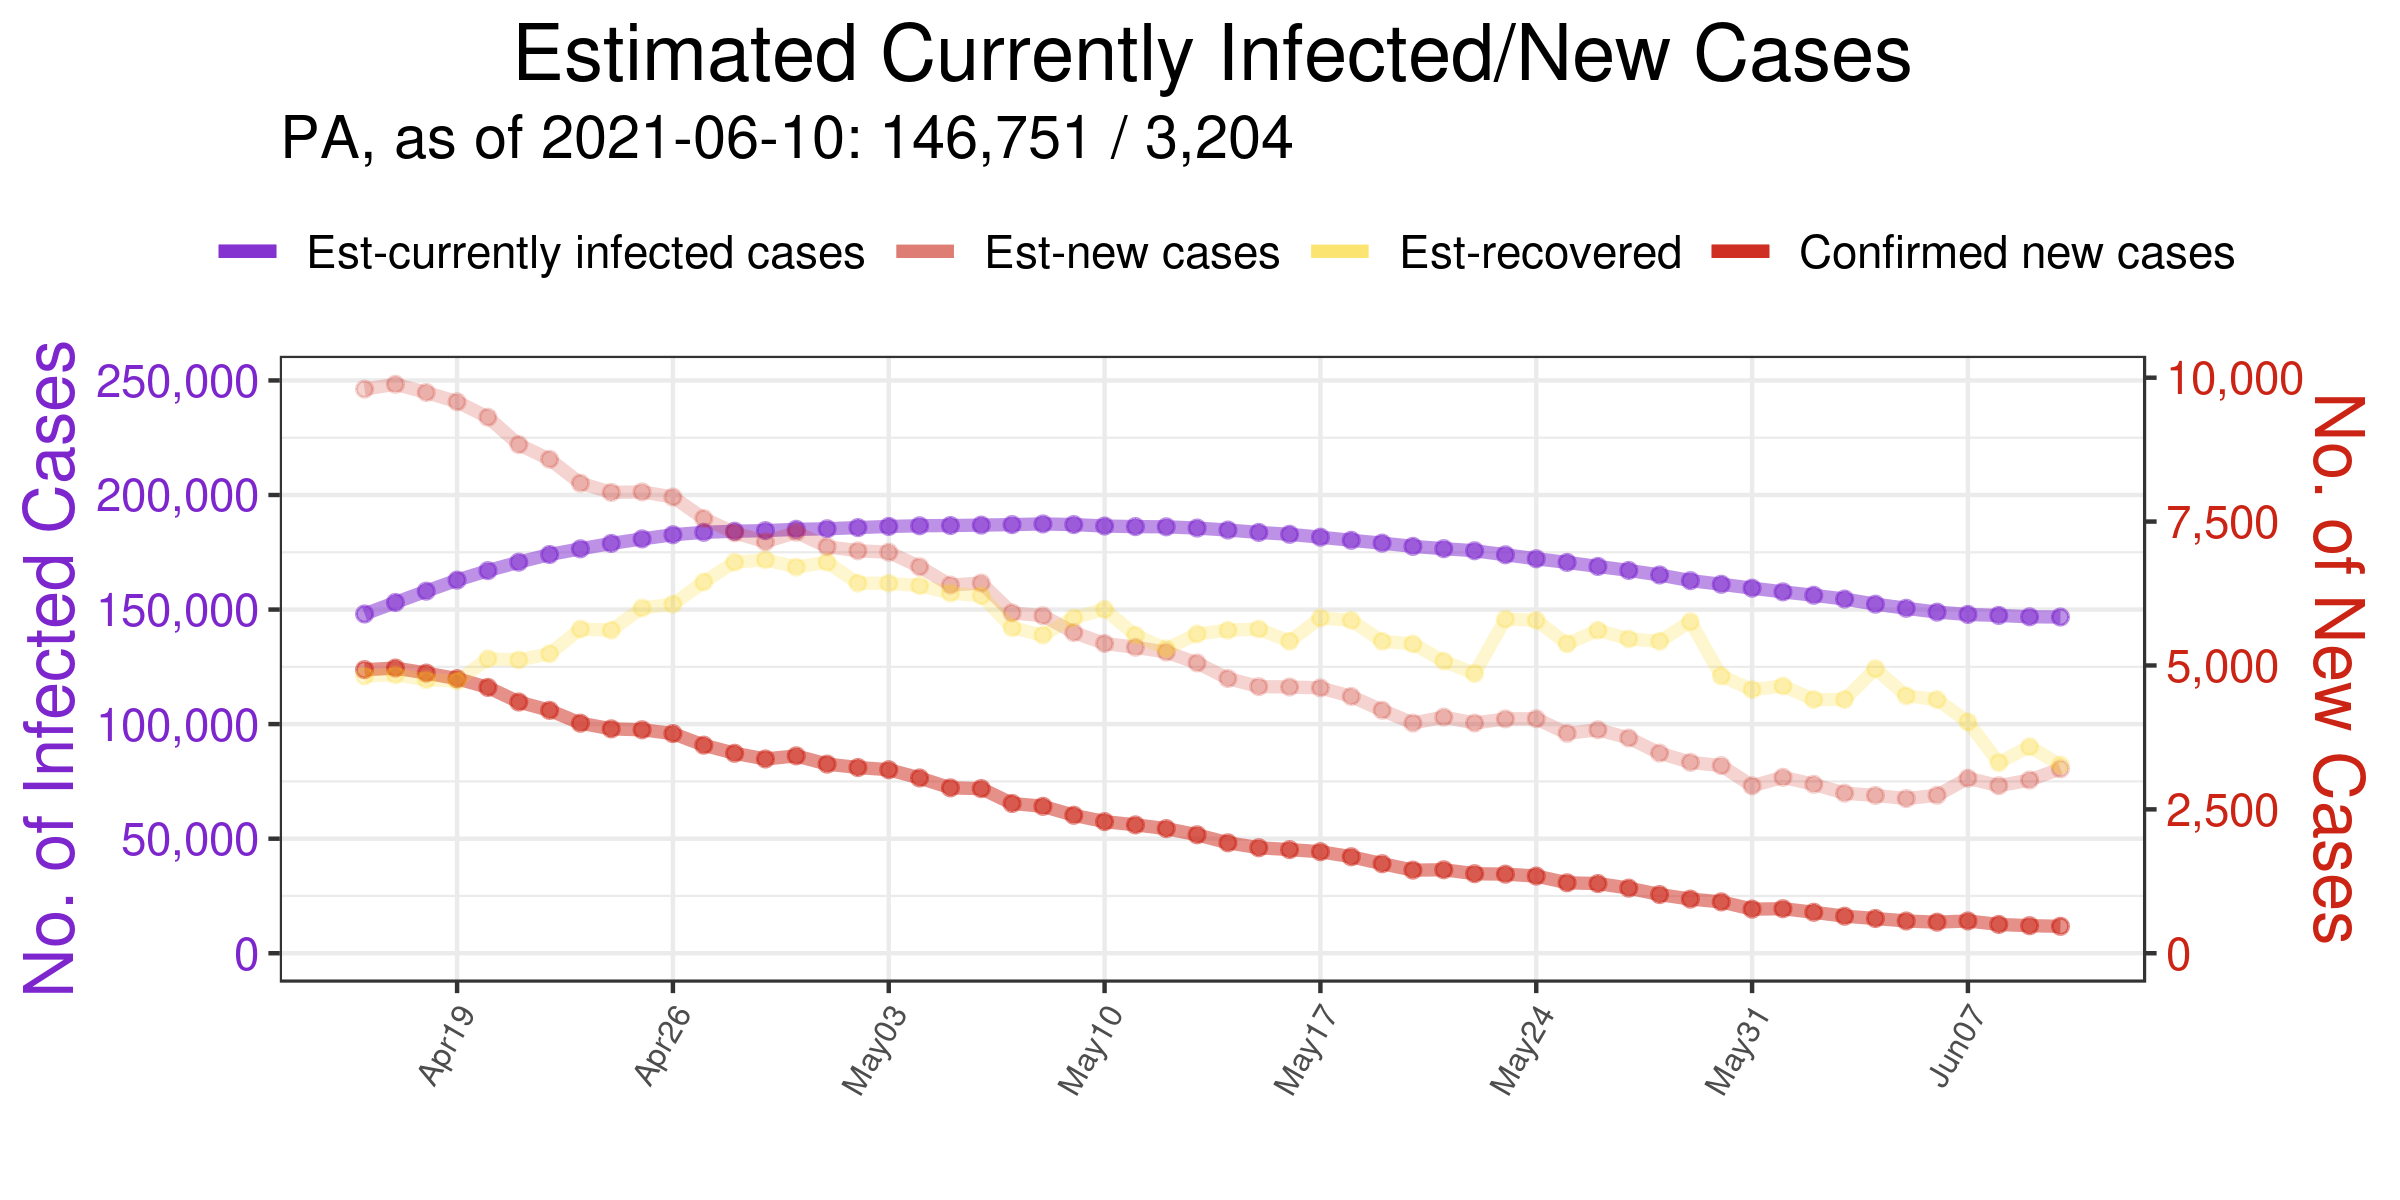 Estimated Currently Infected/New Cases
PA, as of 2021-06-10: 146,751 / 3,204
Est-currently infected cases Est-new cases Est-recovered Confirmed new cases
No. of Infected Cases
250,000
200,000
150,000
100,000
50,000
0
10,000
7,500
5,000
2,500
0
No. of New Cases
Apr19 Apr26 May03 May10 May17 May24 May31 Jun07